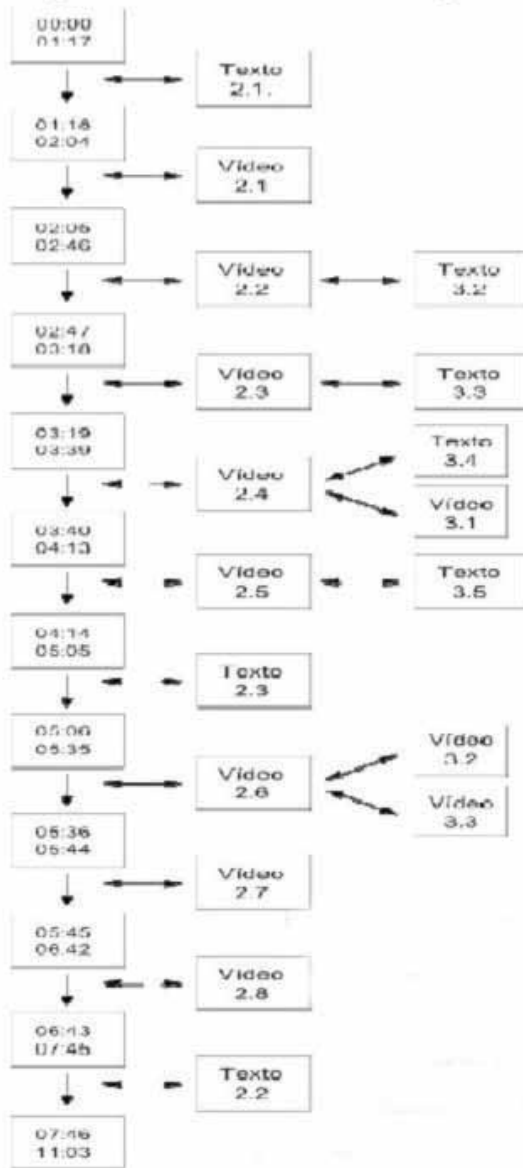 00:00
01:17
Texto
2.1.
01:18
02:04
Vídeo
2.1
02:05
02:46
Vídeo
2.2
Texto
3.2
02:47
03:18
Vídeo
2.3
Texto
3.3
03:19
03:39
Vídeo
2.4
Texto
3.4
Vídeo
3.1
03:40
04:13
Vídeo
2.5
Texto
3.5
04:14
05:05
Texto
2.3
05:06
05:35
Vídeo
2.6
Vídeo
3.2
Vídeo
3.3
05:36
05:44
Vídeo
2.7
05:45
06:42
Vídeo
2.8
06:43
07:45
Texto
2.2
07:46
11:03